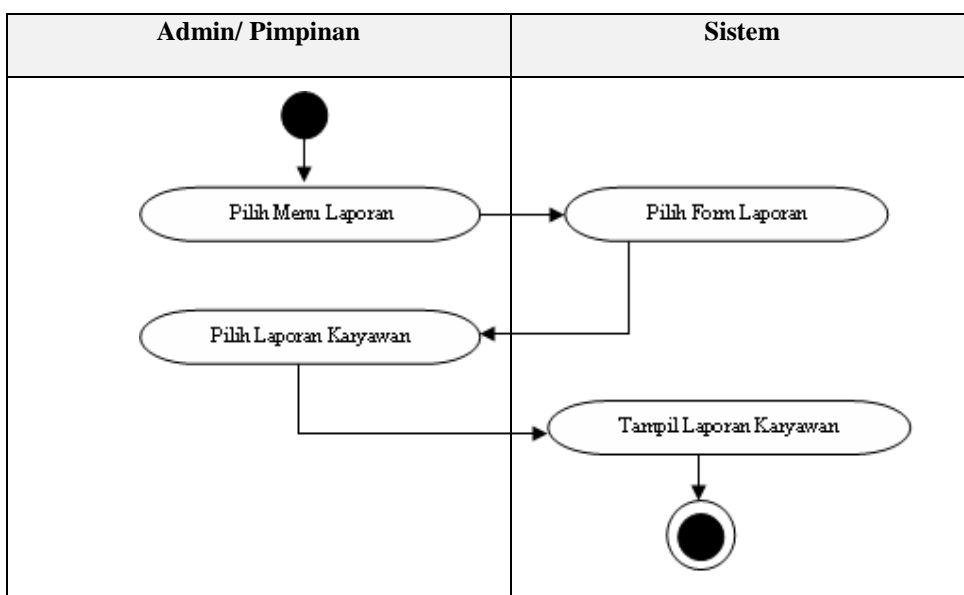 Admin/ Pimpinan
Sistem
Pilih Menu Laporan
Pilih Form Laporan
Pilih Laporan Karyawan
Tampil Laporan Karyawan